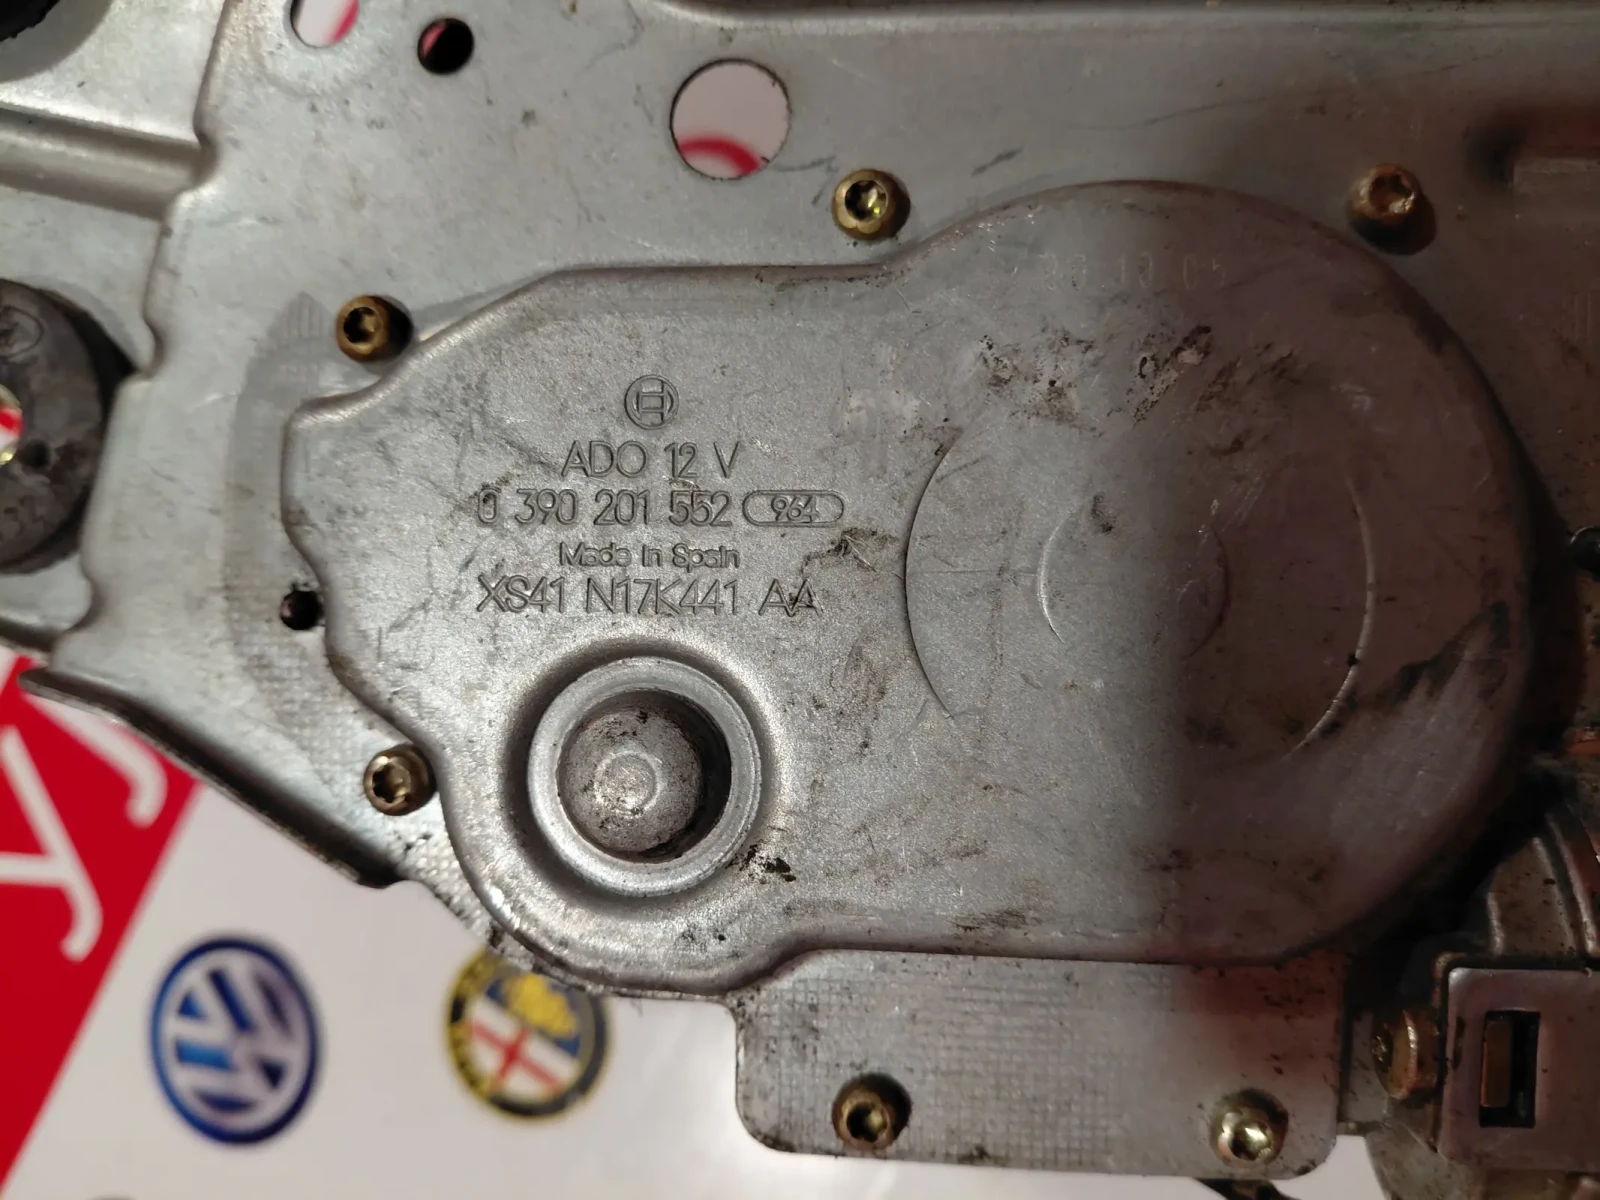 ADO 12 V
0 390 201 552 964
Made in Spain
XS41 N17K441 AA